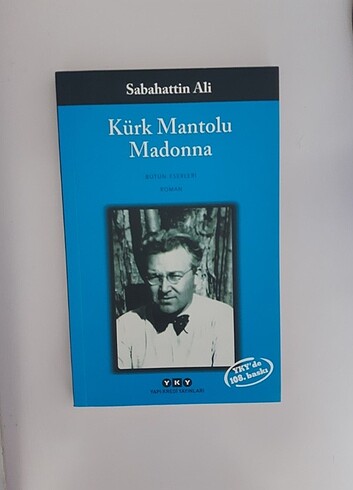 Sabahattin Ali
Kürk Mantolu
Madonna
BÜTÜN ESERLERİ
ROMAN
YKY'de
108. baskı
YKY
YAPI KREDİ YAYINLARI